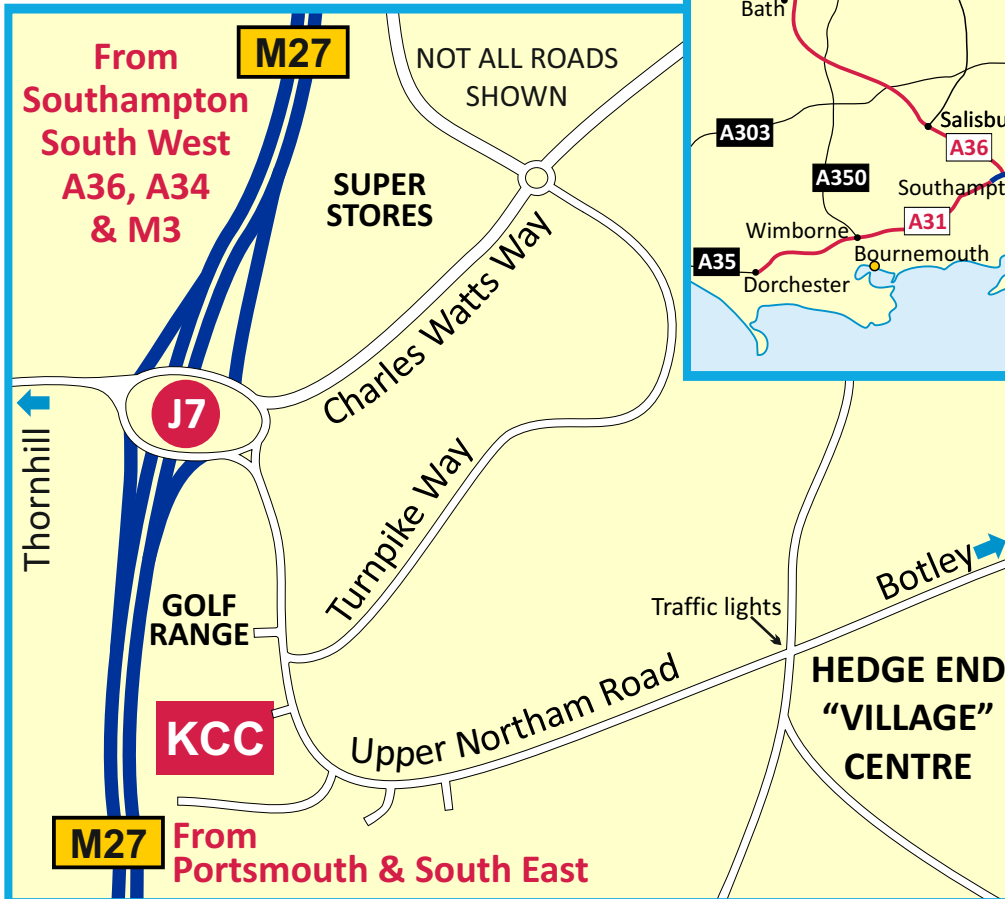 From
Southampton
South West
A36, A34
& M3
M27
NOT ALL ROADS
SHOWN
SUPER
STORES
Charles Watts Way
J7
Thornhill
Turnpike Way
GOLF
RANGE
KCC
Upper Northam Road
Traffic lights
Botley
HEDGE END
“VILLAGE”
CENTRE
M27
From
Portsmouth & South East
Bath
A303
Salisbu
A36
A350
Southampt
A31
Wimborne
A35
Bournemouth
Dorchester